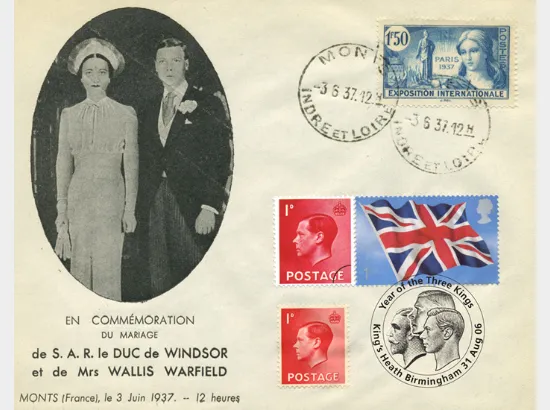 1f50
POSTES
PARIS
1937
EXPOSITION INTERNATIONALE
MONTS
-3 6 37.12 H
INDRE ET LOIRE
-3 6 37.12 H
INDRE ET LOIRE
1D
POSTAGE
1
1D
POSTAGE
Year of the Three Kings
King's Heath Birmingham 31 Aug 06
EN COMMÉMORATION
DU MARIAGE
de S. A. R. le DUC de WINDSOR
et de Mrs WALLIS WARFIELD
MONTS (France), le 3 Juin 1937. -- 12 heures